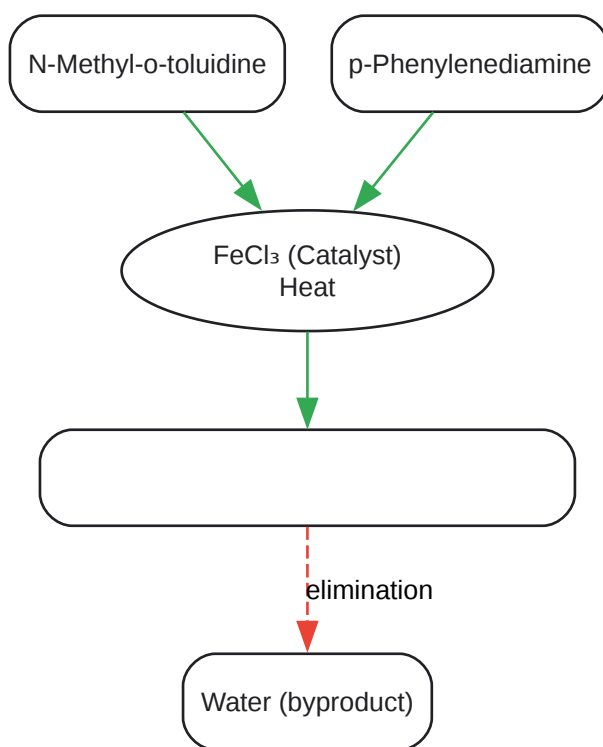 N-Methyl-o-toluidine
p-Phenylenediamine
FeCl₃ (Catalyst)
Heat
elimination
Water (byproduct)